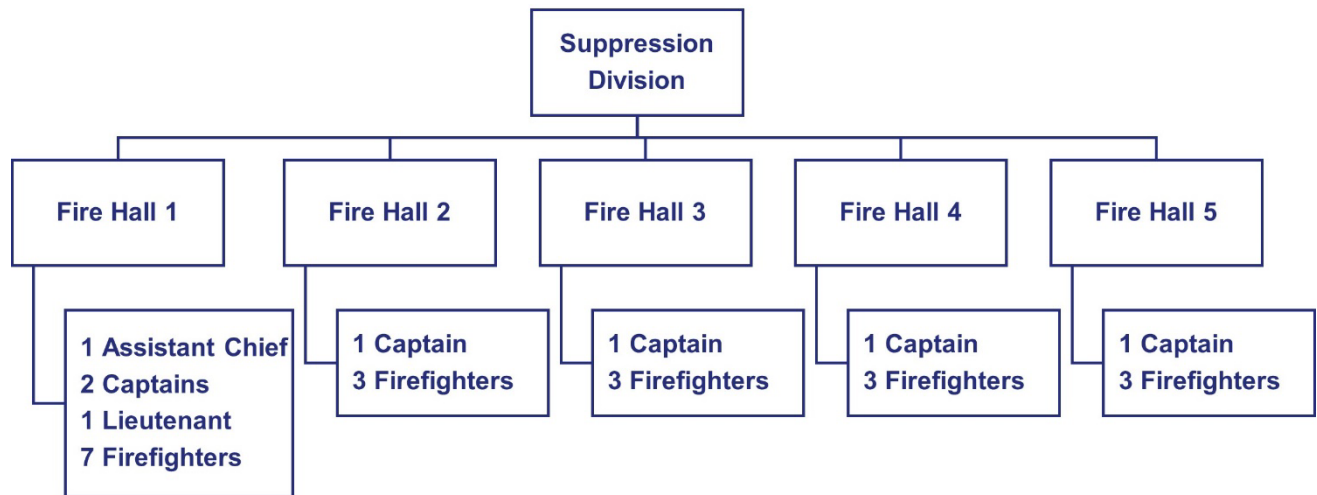 Suppression
Division
Fire Hall 1
Fire Hall 2
Fire Hall 3
Fire Hall 4
Fire Hall 5
1 Assistant Chief
2 Captains
1 Lieutenant
7 Firefighters
1 Captain
3 Firefighters
1 Captain
3 Firefighters
1 Captain
3 Firefighters
1 Captain
3 Firefighters